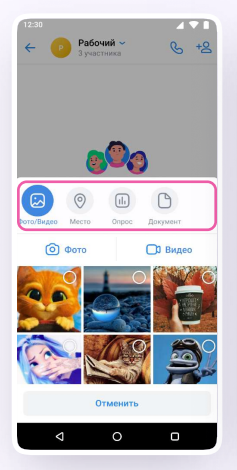 12:30
Рабочий
Р
3 участника
Фото/Видео
Место
Опрос
Документ
Фото
Видео
Отменить